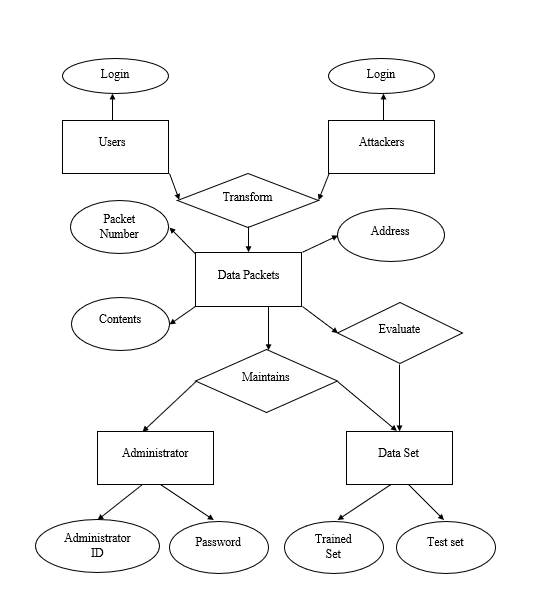 Login
Login
Users
Attackers
Transform
Packet
Number
Address
Data Packets
Contents
Evaluate
Maintains
Administrator
Data Set
Administrator
ID
Password
Trained
Set
Test set